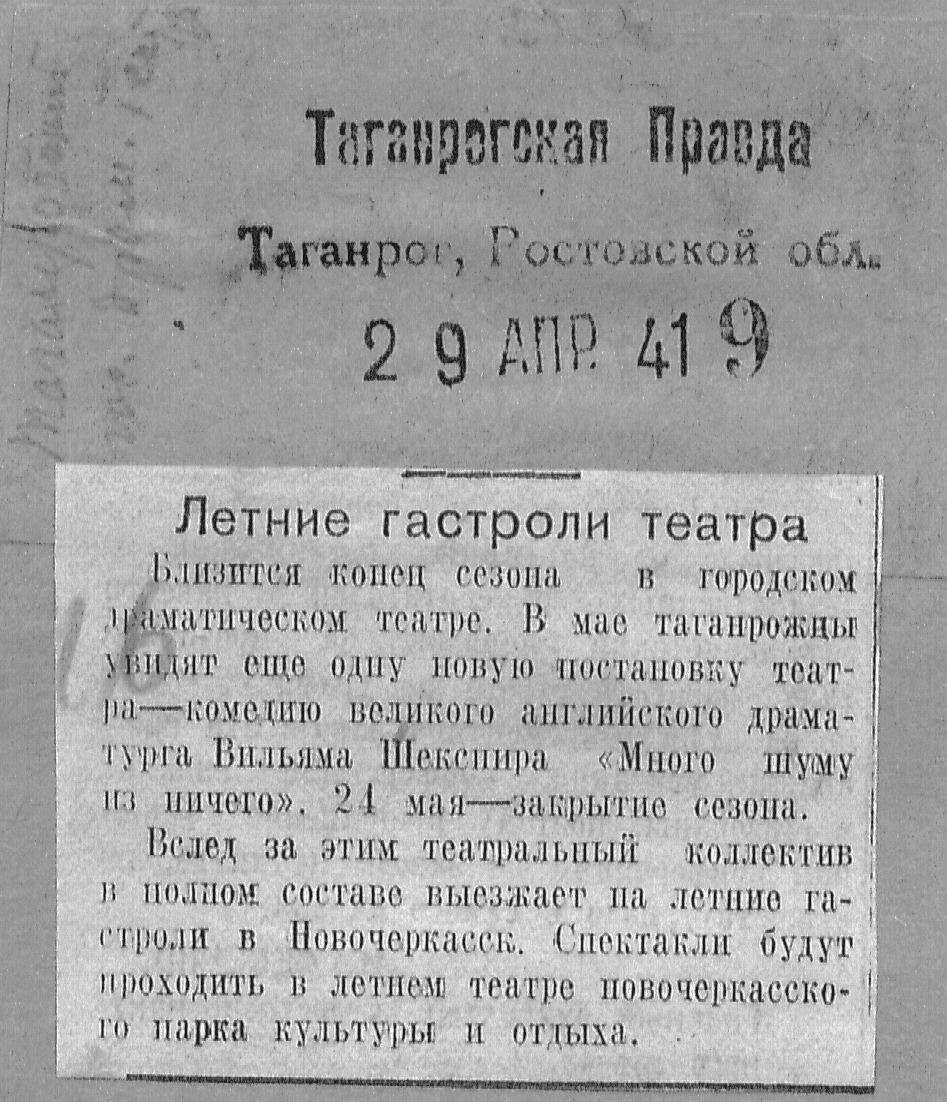 Таганрогская Правда
Таганрог, Ростовской обл.
29 АПР. 41 9
Летние гастроли театра
Близится конец сезона в городском
драматическом театре. В мае таганрожцы
увидят еще одну новую постановку теат-
ра—комедию великого английского драма-
турга Вильяма Шекспира «Много шуму
из ничего». 24 мая—закрытие сезона.
Вслед за этим театральный коллектив
в полном составе выезжает на летние га-
строли в Новочеркасск. Спектакли будут
проходить в летнем театре новочеркасско-
го парка культуры и отдыха.
16